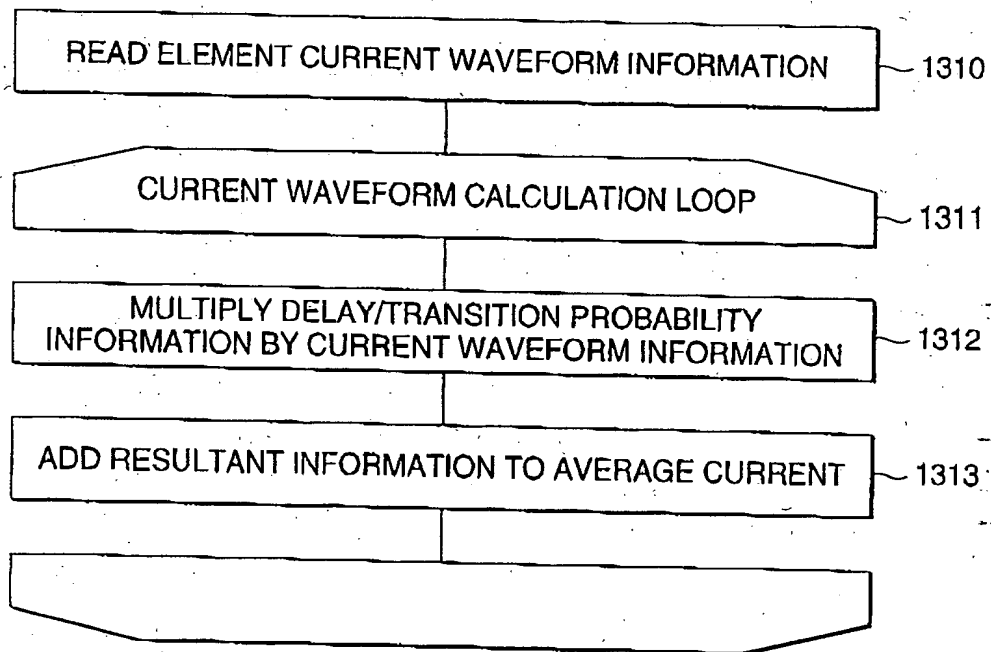 READ ELEMENT CURRENT WAVEFORM INFORMATION
1310
CURRENT WAVEFORM CALCULATION LOOP
1311
MULTIPLY DELAY/TRANSITION PROBABILITY
INFORMATION BY CURRENT WAVEFORM INFORMATION
1312
ADD RESULTANT INFORMATION TO AVERAGE CURRENT
1313